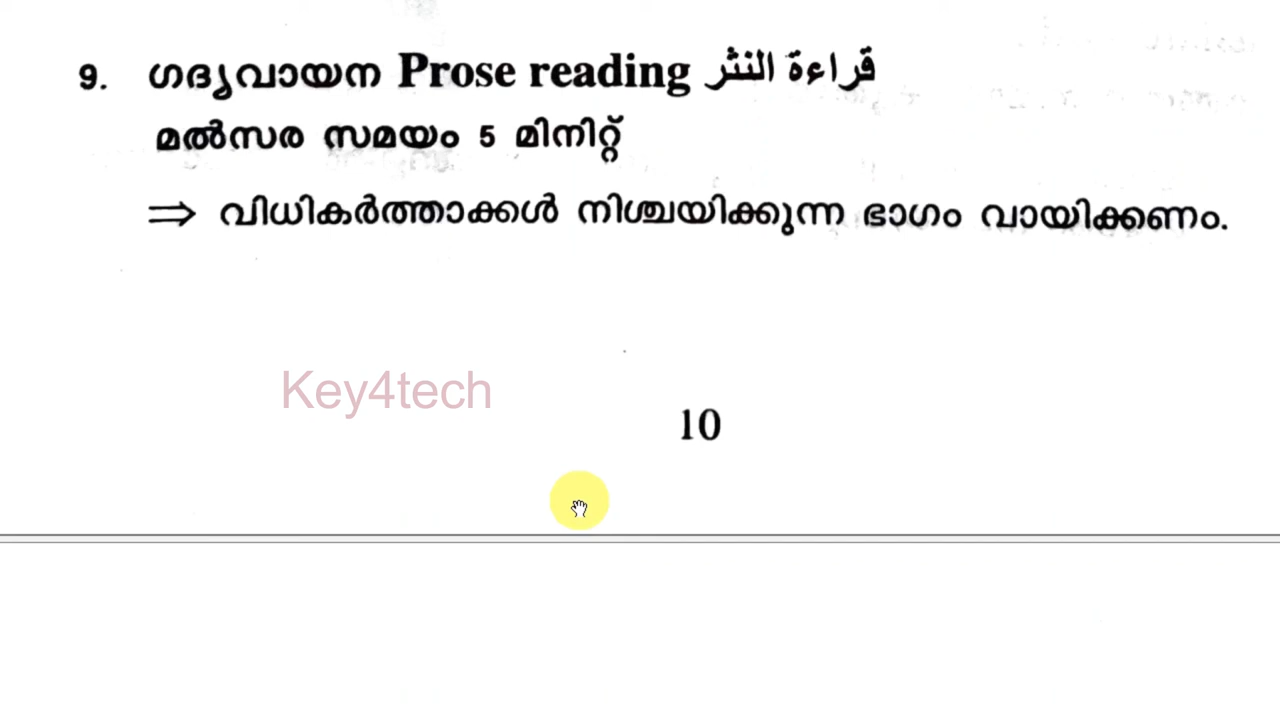 9. ഗദ്യവായന Prose reading قراءة النثر
മൽസര സമയം 5 മിനിറ്റ്
⇒ വിധികർത്താക്കൾ നിശ്ചയിക്കുന്ന ഭാഗം വായിക്കണം.
Key4tech
10